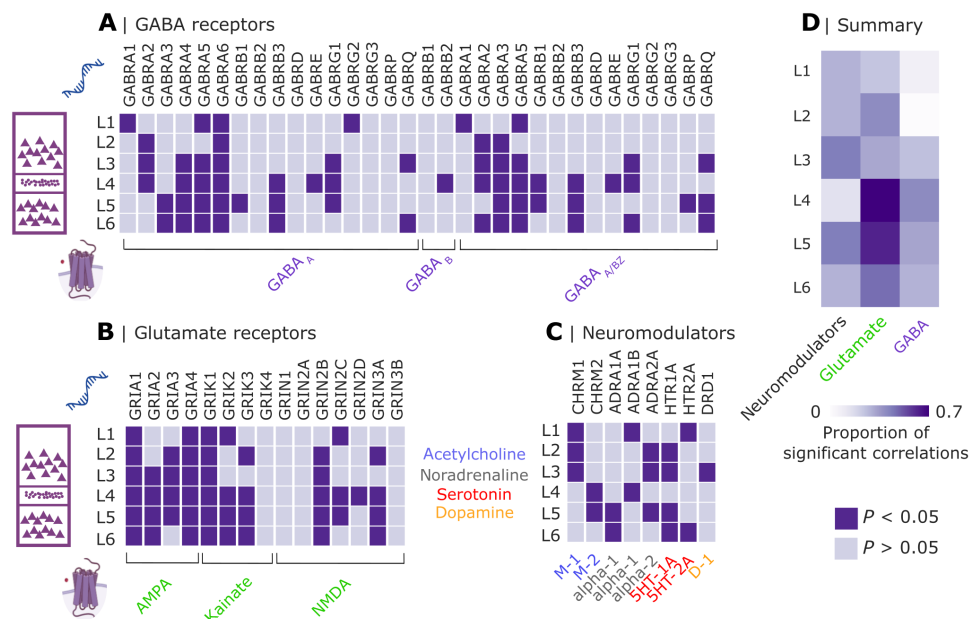 A | GABA receptors
GABRA1
GABRA2
GABRA3
GABRA4
GABRA5
GABRA6
GABRB1
GABRB2
GABRB3
GABRD
GABRE
GABRG1
GABRG2
GABRG3
GABRP
GABRQ
GABRB1
GABRB2
GABRA1
GABRA2
GABRA3
GABRA5
GABRB1
GABRB2
GABRB3
GABRD
GABRE
GABRG1
GABRG2
GABRG3
GABRP
GABRQ
L1
L2
L3
L4
L5
L6
GABA A
GABA B
GABA A/BZ
B | Glutamate receptors
GRIA1
GRIA2
GRIA3
GRIA4
GRIK1
GRIK2
GRIK3
GRIK4
GRIN1
GRIN2A
GRIN2B
GRIN2C
GRIN2D
GRIN3A
GRIN3B
L1
L2
L3
L4
L5
L6
AMPA
Kainate
NMDA
Acetylcholine
Noradrenaline
Serotonin
Dopamine
C | Neuromodulators
CHRM1
CHRM2
ADRA1A
ADRA1B
ADRA2A
HTR1A
HTR2A
DRD1
L1
L2
L3
L4
L5
L6
M-1
M-2
alpha-1
alpha-1
alpha-2
5HT-1A
5HT-2A
D-1
D | Summary
L1
L2
L3
L4
L5
L6
Neuromodulators
Glutamate
GABA
0 0.7
Proportion of
significant correlations
P < 0.05
P > 0.05